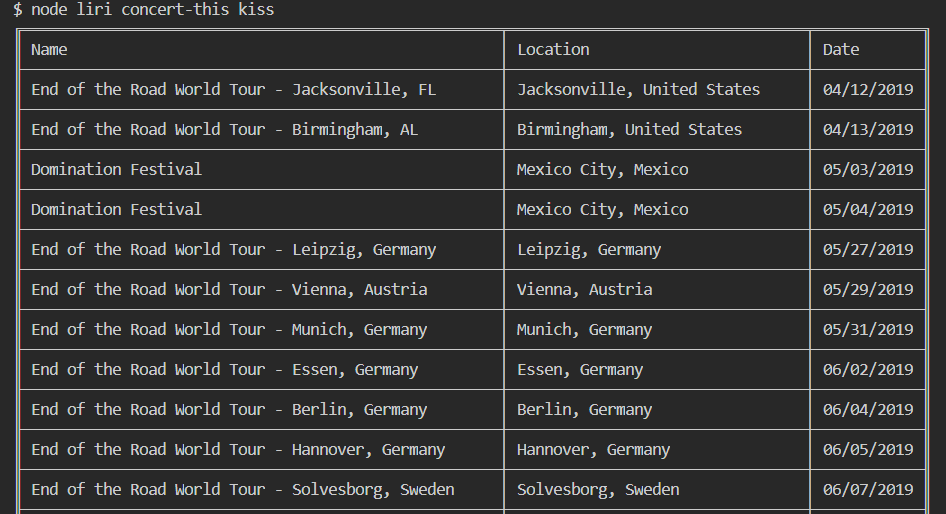 $ node liri concert-this kiss
Name Location Date
End of the Road World Tour - Jacksonville, FL Jacksonville, United States 04/12/2019
End of the Road World Tour - Birmingham, AL Birmingham, United States 04/13/2019
Domination Festival Mexico City, Mexico 05/03/2019
Domination Festival Mexico City, Mexico 05/04/2019
End of the Road World Tour - Leipzig, Germany Leipzig, Germany 05/27/2019
End of the Road World Tour - Vienna, Austria Vienna, Austria 05/29/2019
End of the Road World Tour - Munich, Germany Munich, Germany 05/31/2019
End of the Road World Tour - Essen, Germany Essen, Germany 06/02/2019
End of the Road World Tour - Berlin, Germany Berlin, Germany 06/04/2019
End of the Road World Tour - Hannover, Germany Hannover, Germany 06/05/2019
End of the Road World Tour - Solvesborg, Sweden Solvesborg, Sweden 06/07/2019